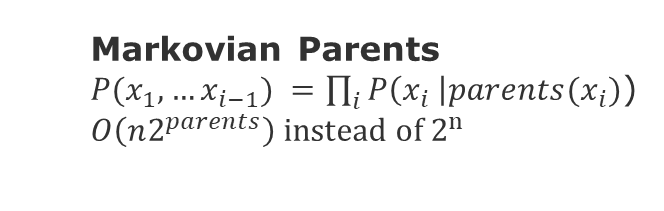 Markovian Parents
P(x₁, … xᵢ₋₁) = ∏ᵢ P(xᵢ |parents(xᵢ))
O(n2ᵖᵃʳᵉⁿᵗˢ) instead of 2ⁿ